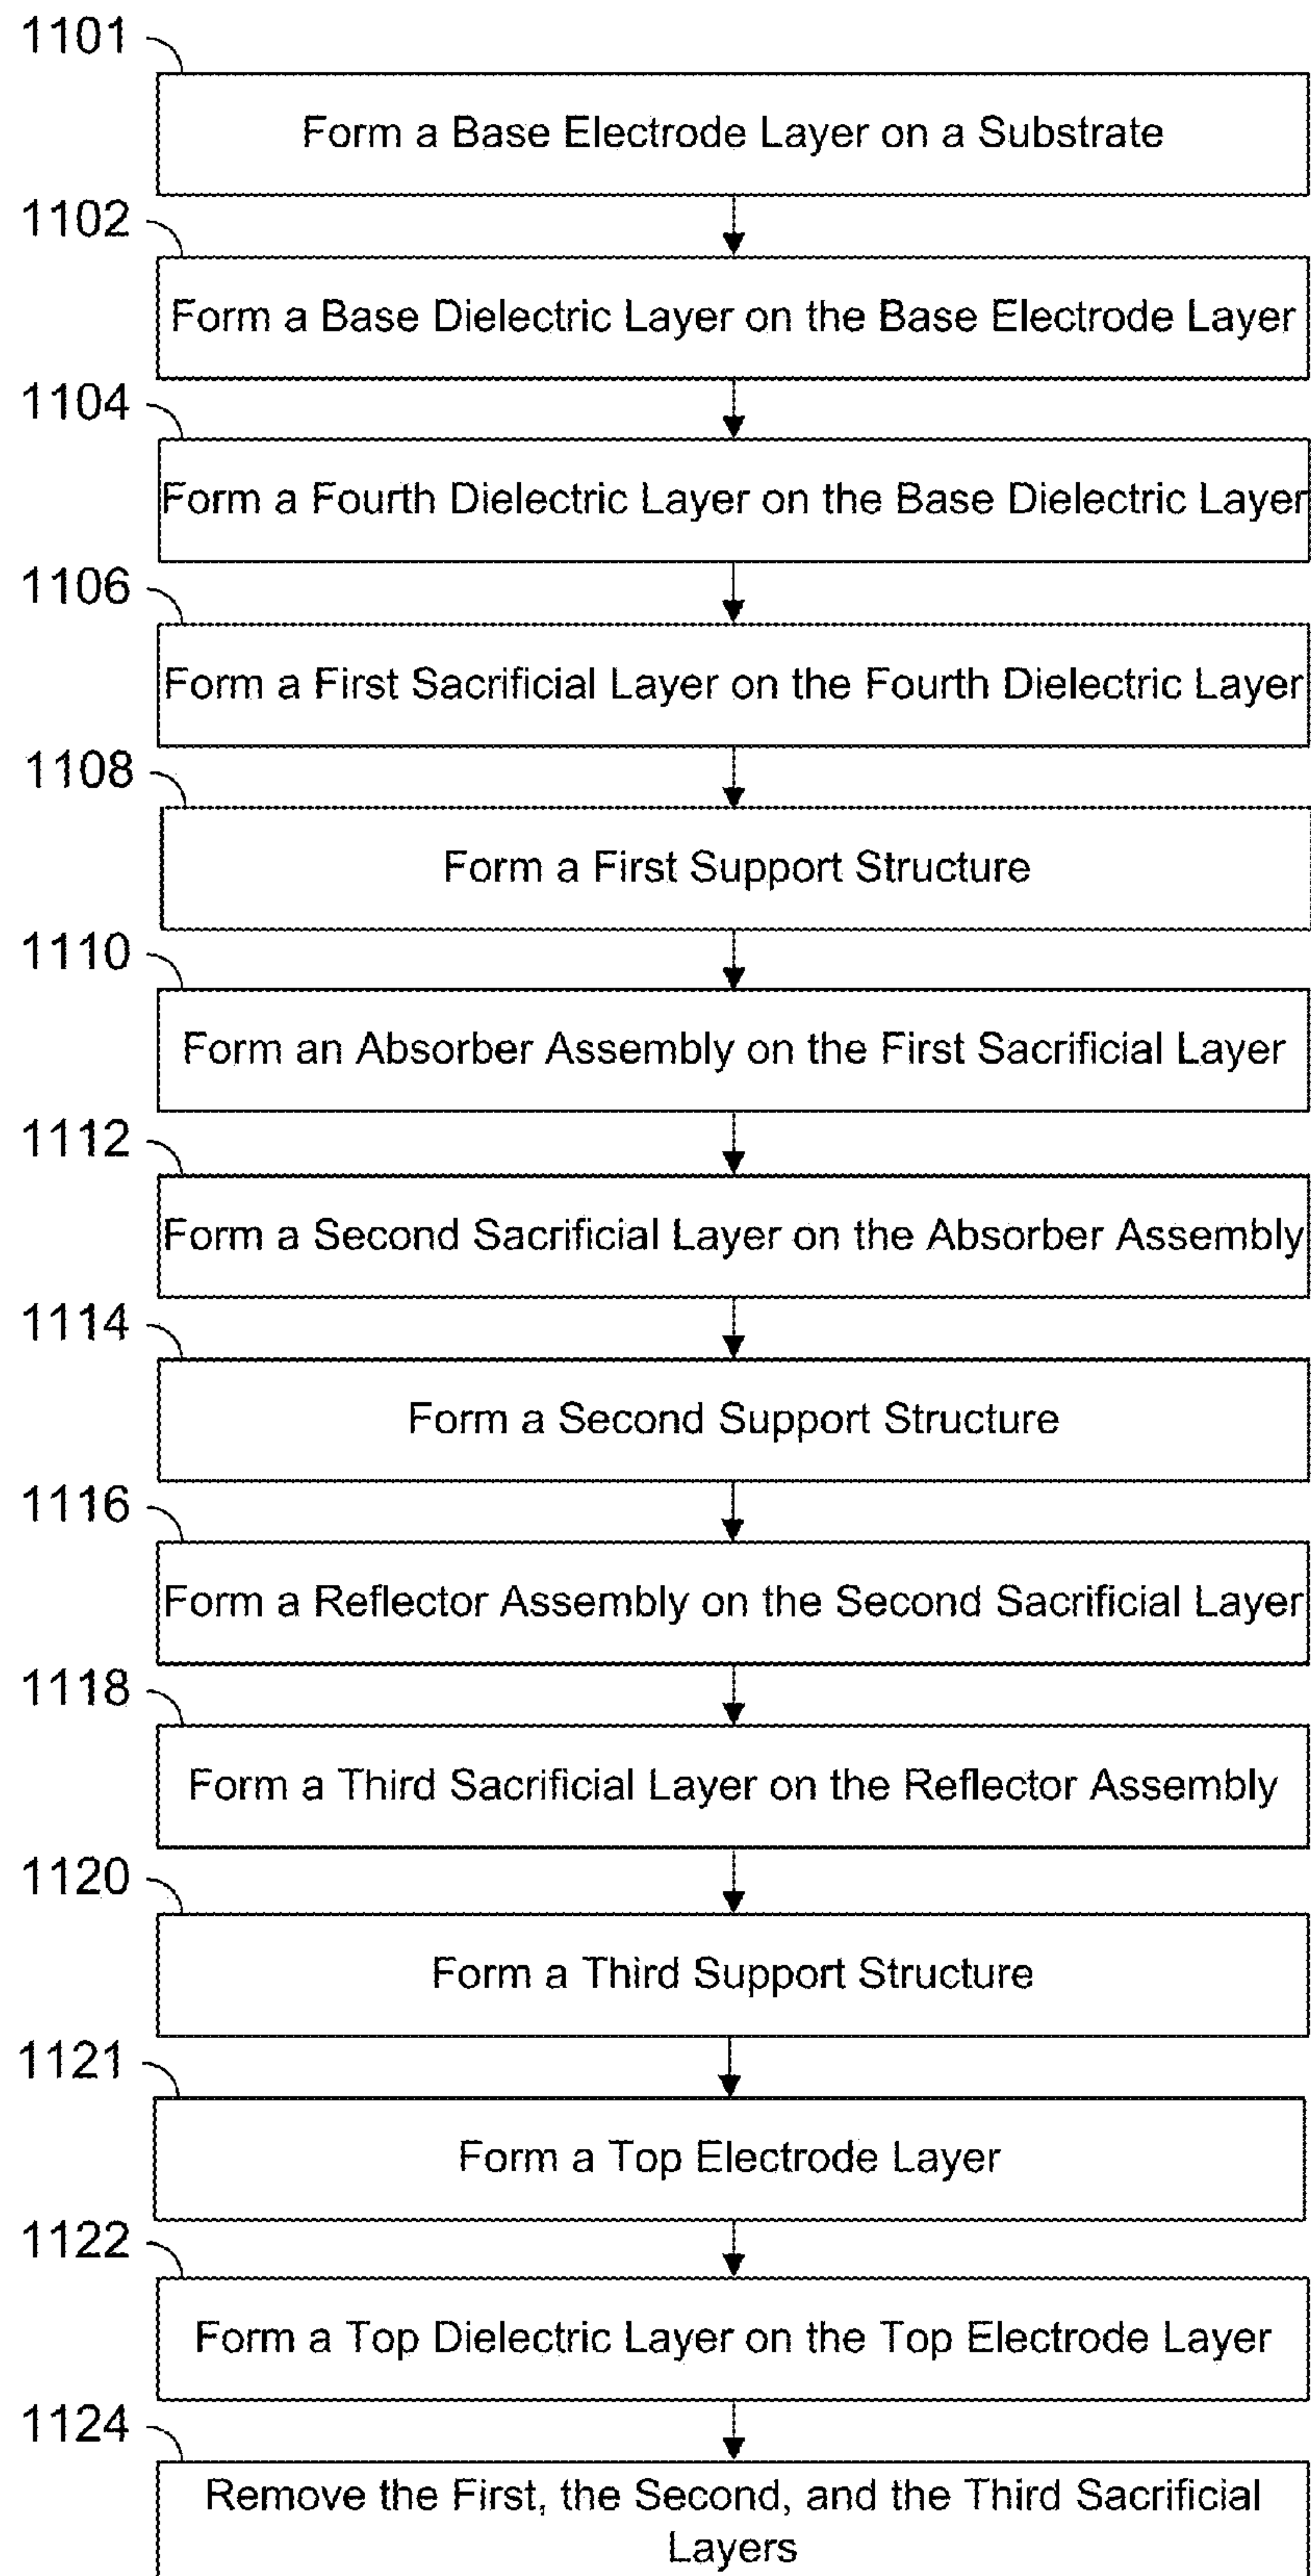 1101
Form a Base Electrode Layer on a Substrate
1102
Form a Base Dielectric Layer on the Base Electrode Layer
1104
Form a Fourth Dielectric Layer on the Base Dielectric Layer
1106
Form a First Sacrificial Layer on the Fourth Dielectric Layer
1108
Form a First Support Structure
1110
Form an Absorber Assembly on the First Sacrificial Layer
1112
Form a Second Sacrificial Layer on the Absorber Assembly
1114
Form a Second Support Structure
1116
Form a Reflector Assembly on the Second Sacrificial Layer
1118
Form a Third Sacrificial Layer on the Reflector Assembly
1120
Form a Third Support Structure
1121
Form a Top Electrode Layer
1122
Form a Top Dielectric Layer on the Top Electrode Layer
1124
Remove the First, the Second, and the Third Sacrificial
Layers